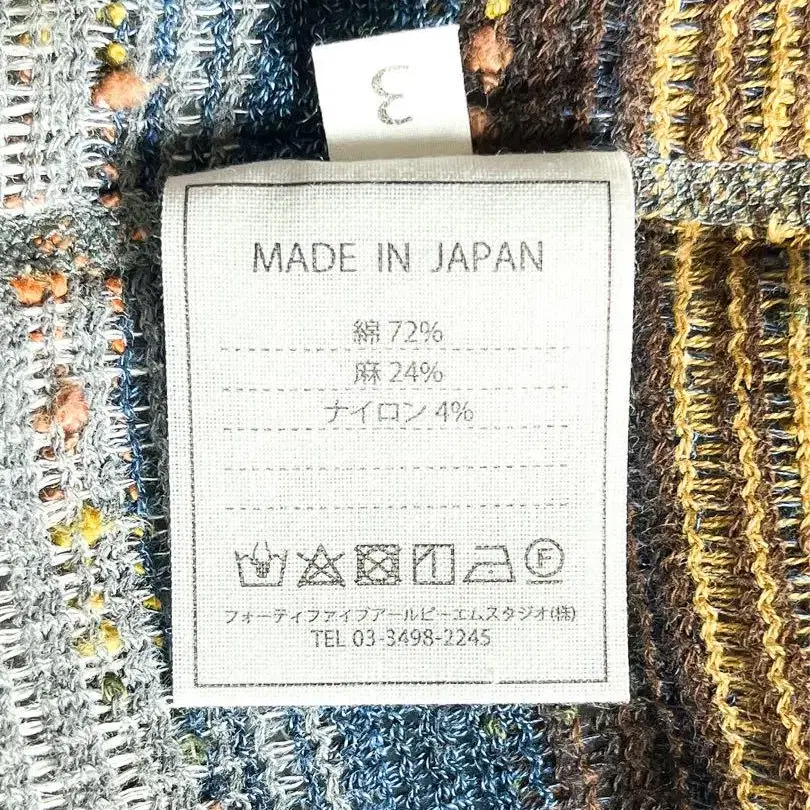 3
MADE IN JAPAN
綿 72%
麻 24%
ナイロン 4%
F
フォーティファイブアールピーエムスタジオ(株)
TEL 03-3498-2245